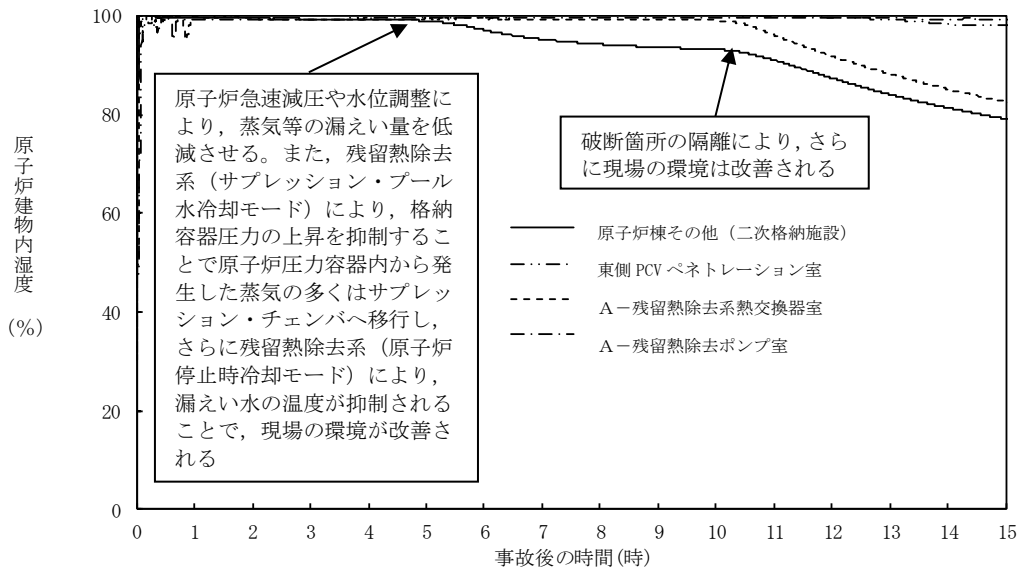 原子炉建物内湿度
(%)
100
80
60
40
20
0
原子炉急速減圧や水位調整に
より，蒸気等の漏えい量を低
減させる。また，残留熱除去
系（サプレッション・プール
水冷却モード）により，格納
容器圧力の上昇を抑制するこ
とで原子炉圧力容器内から発
生した蒸気の多くはサプレッ
ション・チェンバへ移行し，
さらに残留熱除去系（原子炉
停止時冷却モード）により，
漏えい水の温度が抑制される
ことで，現場の環境が改善さ
れる
破断箇所の隔離により，さら
に現場の環境は改善される
原子炉棟その他（二次格納施設）
東側 PCV ペネトレーション室
A－残留熱除去系熱交換器室
A－残留熱除去ポンプ室
0 1 2 3 4 5 6 7 8 9 10 11 12 13 14 15
事故後の時間(時)